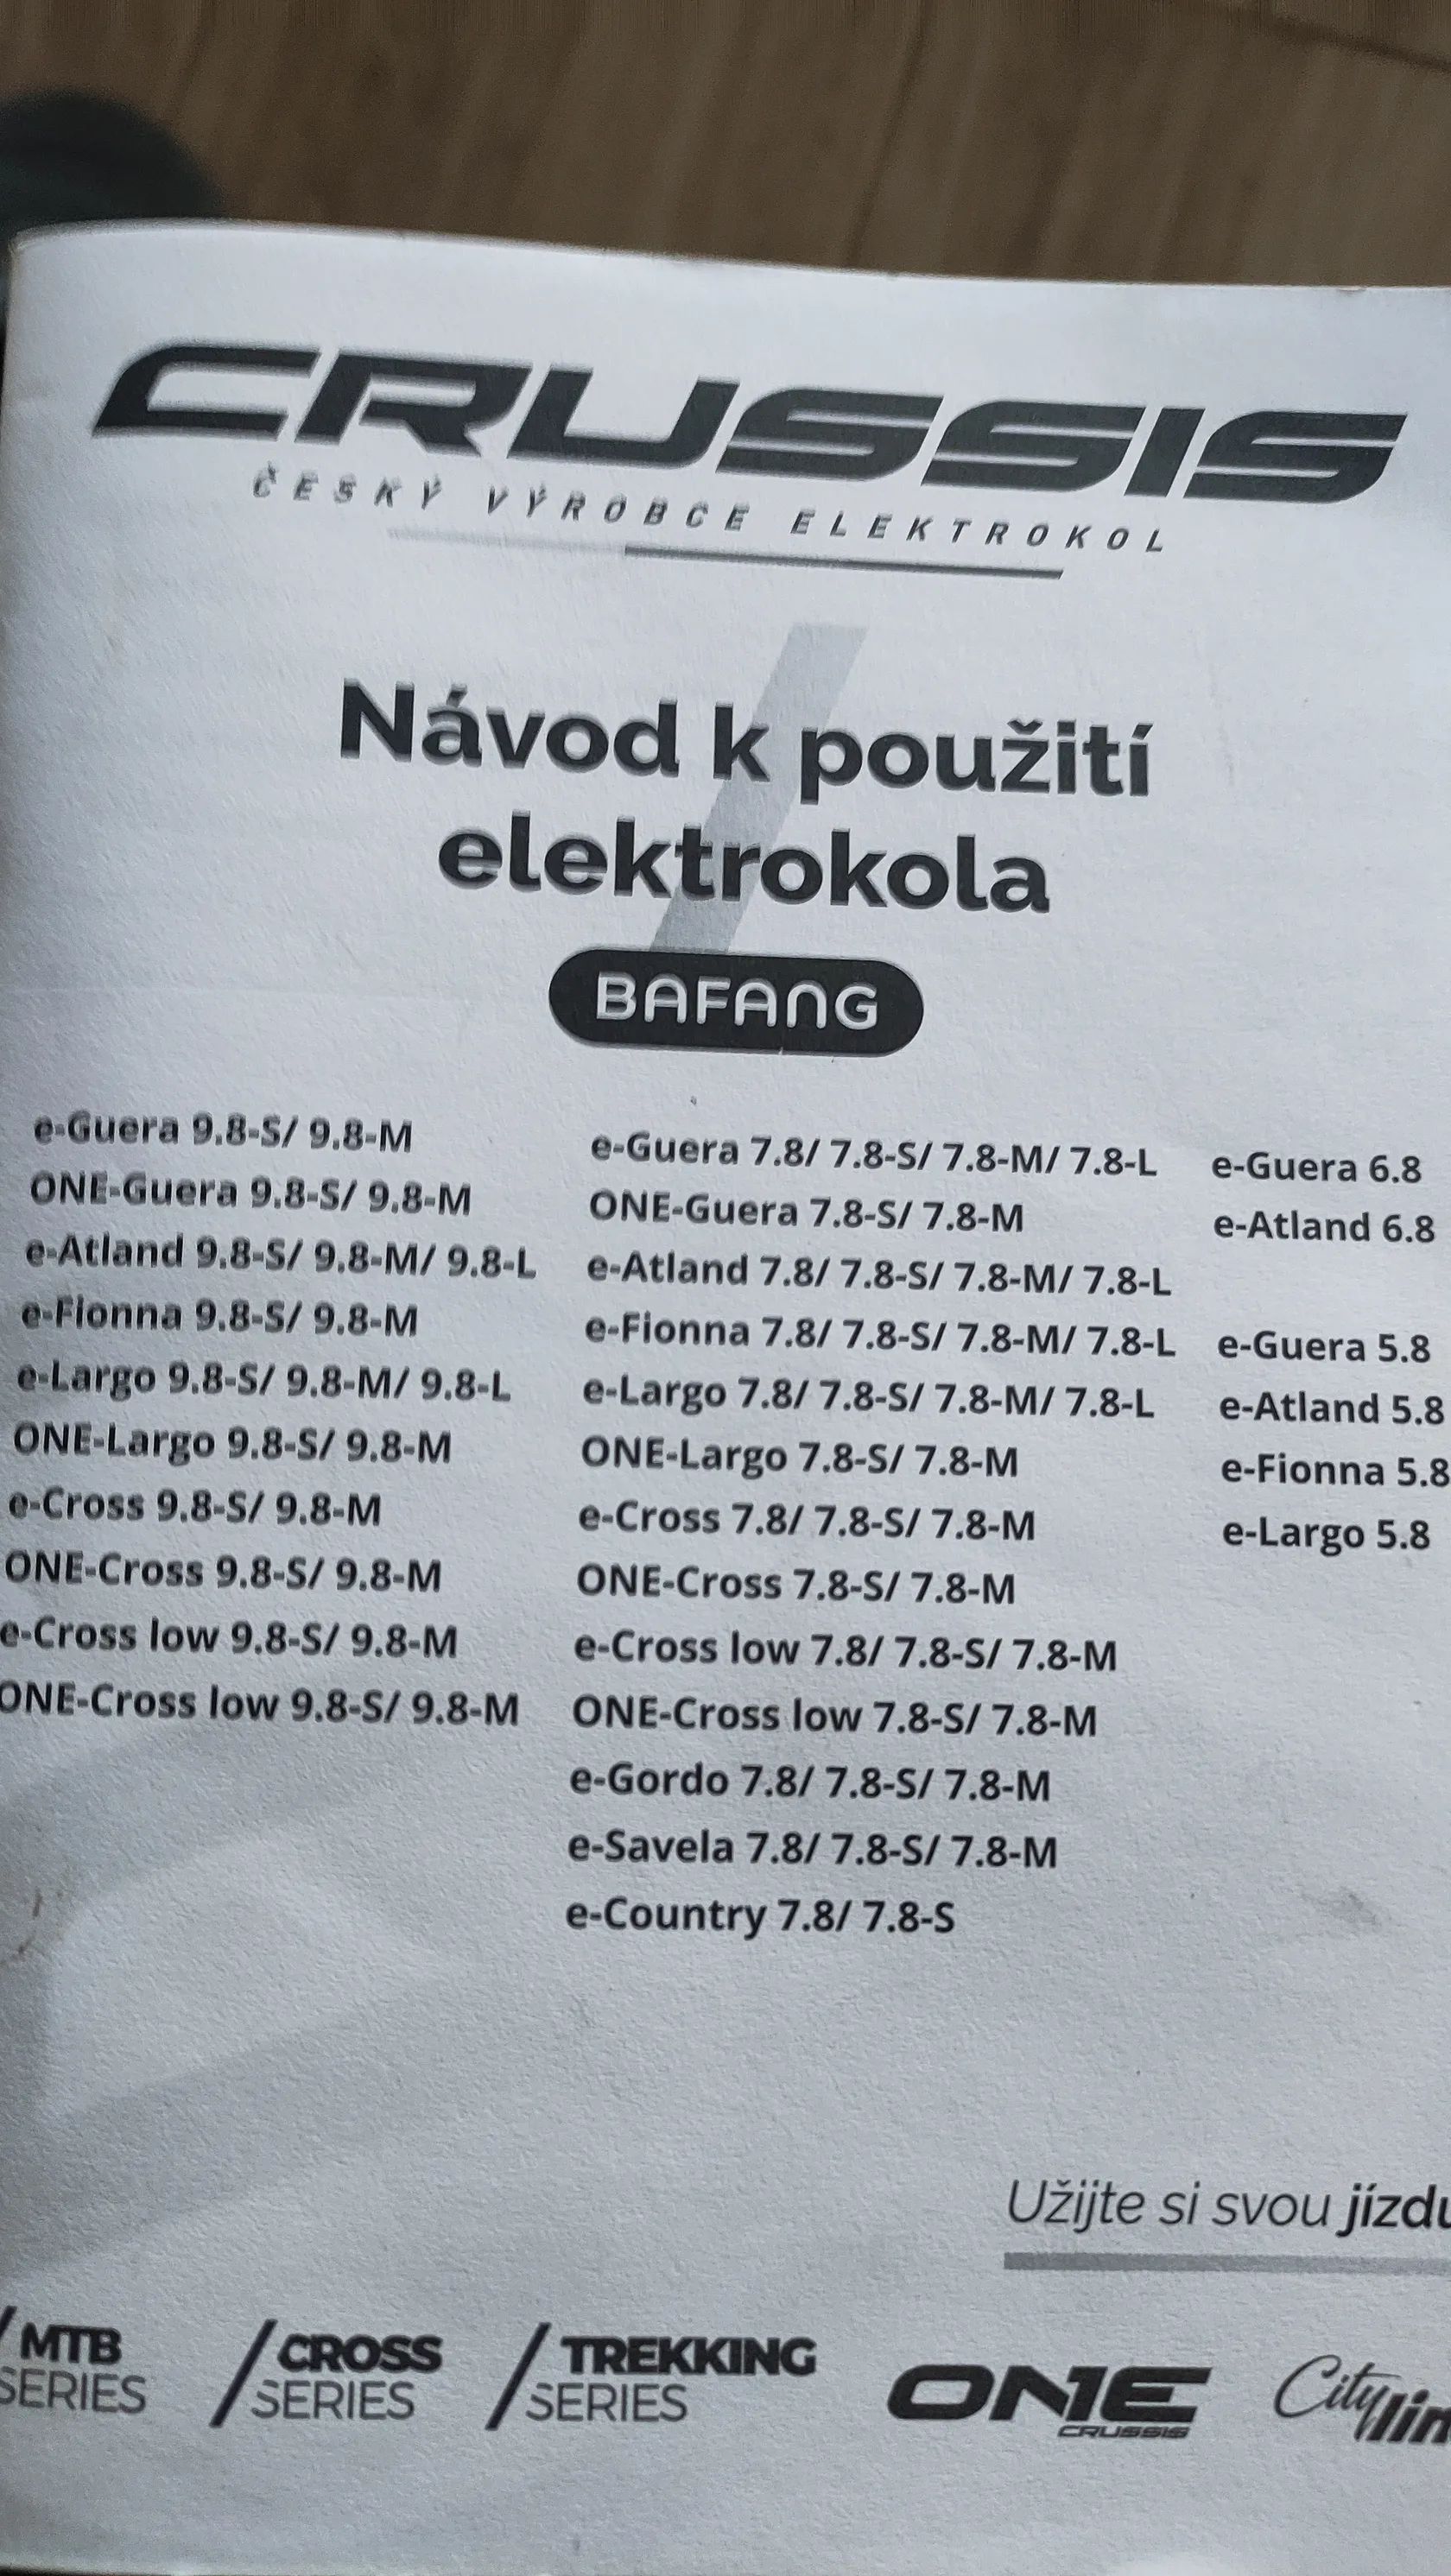 CRUSSIS
ČESKÝ VÝROBCE ELEKTROKOL
Návod k použití
elektrokola
BAFANG
e-Guera 9.8-S/ 9.8-M
ONE-Guera 9.8-S/ 9.8-M
e-Atland 9.8-S/ 9.8-M/ 9.8-L
e-Fionna 9.8-S/ 9.8-M
e-Largo 9.8-S/ 9.8-M/ 9.8-L
ONE-Largo 9.8-S/ 9.8-M
e-Cross 9.8-S/ 9.8-M
ONE-Cross 9.8-S/ 9.8-M
e-Cross low 9.8-S/ 9.8-M
ONE-Cross low 9.8-S/ 9.8-M
e-Guera 7.8/ 7.8-S/ 7.8-M/ 7.8-L
ONE-Guera 7.8-S/ 7.8-M
e-Atland 7.8/ 7.8-S/ 7.8-M/ 7.8-L
e-Fionna 7.8/ 7.8-S/ 7.8-M/ 7.8-L
e-Largo 7.8/ 7.8-S/ 7.8-M/ 7.8-L
ONE-Largo 7.8-S/ 7.8-M
e-Cross 7.8/ 7.8-S/ 7.8-M
ONE-Cross 7.8-S/ 7.8-M
e-Cross low 7.8/ 7.8-S/ 7.8-M
ONE-Cross low 7.8-S/ 7.8-M
e-Gordo 7.8/ 7.8-S/ 7.8-M
e-Savela 7.8/ 7.8-S/ 7.8-M
e-Country 7.8/ 7.8-S
e-Guera 6.8
e-Atland 6.8
e-Guera 5.8
e-Atland 5.8
e-Fionna 5.8
e-Largo 5.8
Užijte si svou jízdu
MTB
SERIES
CROSS
SERIES
TREKKING
SERIES
ONE
CRUSSIS
City